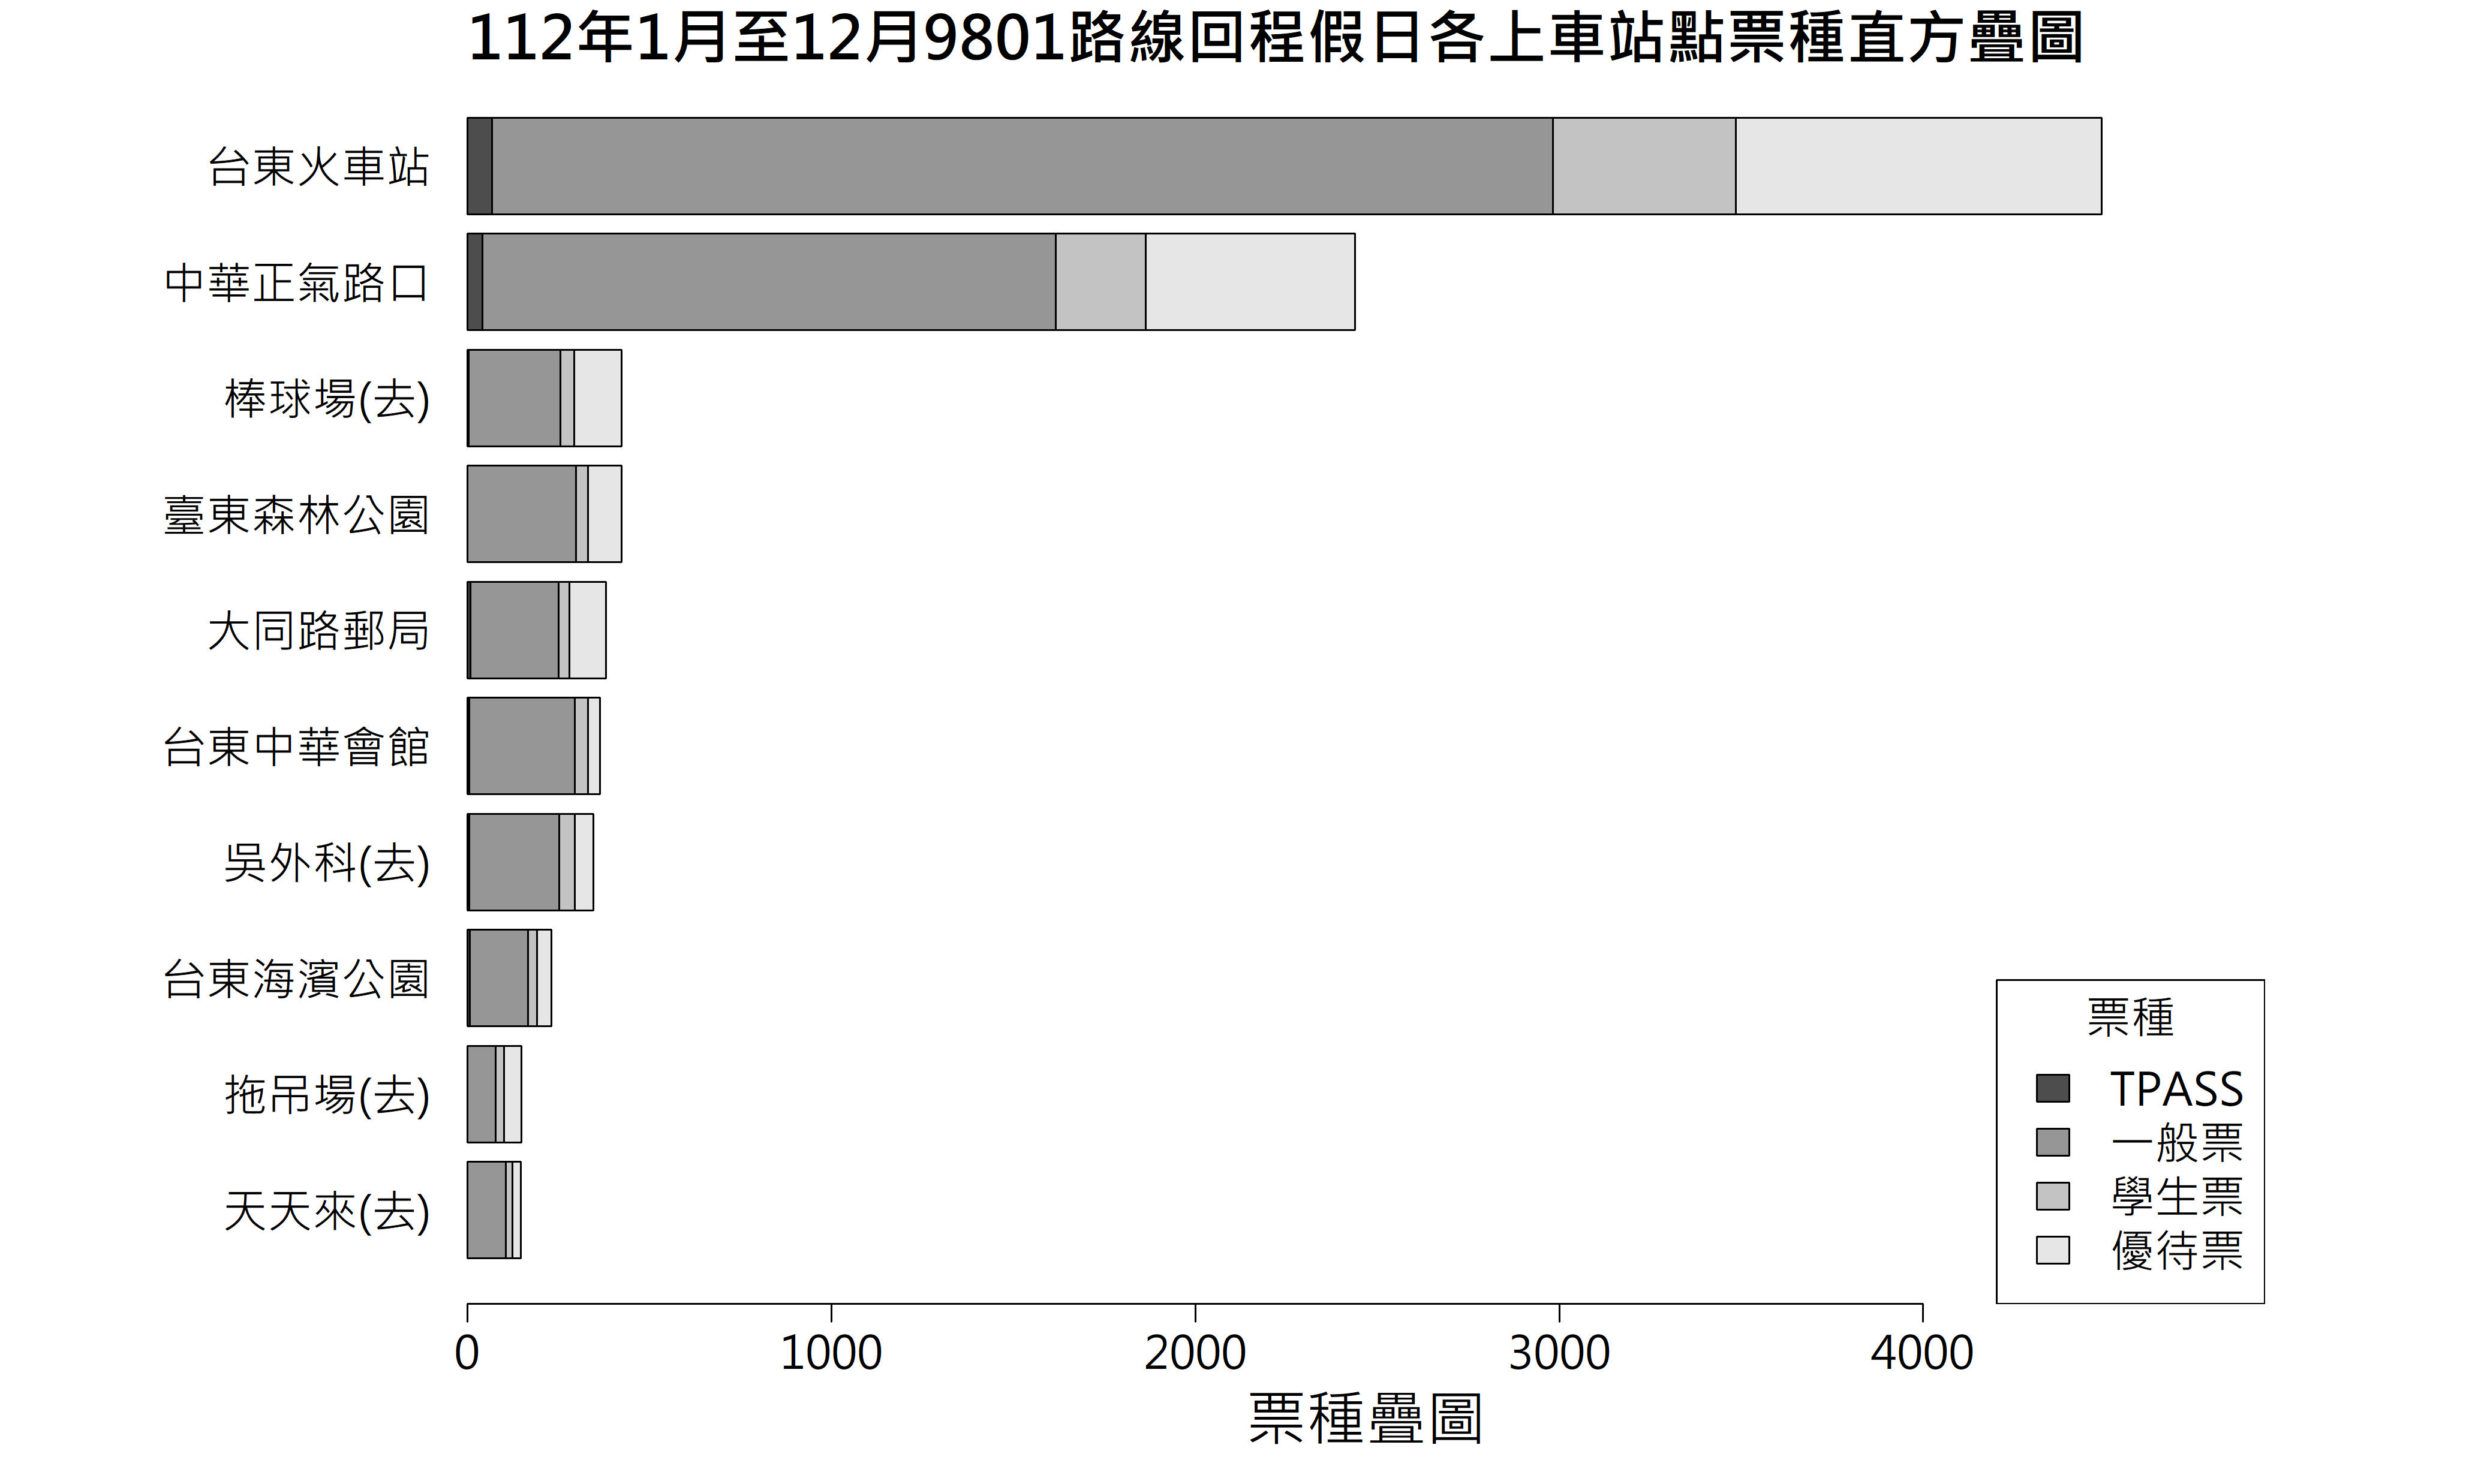 112年1月至12月9801路線回程假日各上車站點票種直方疊圖
台東火車站
中華正氣路口
棒球場(去)
臺東森林公園
大同路郵局
台東中華會館
吳外科(去)
台東海濱公園
拖吊場(去)
天天來(去)
票種
TPASS
一般票
學生票
優待票
0 1000 2000 3000 4000
票種疊圖